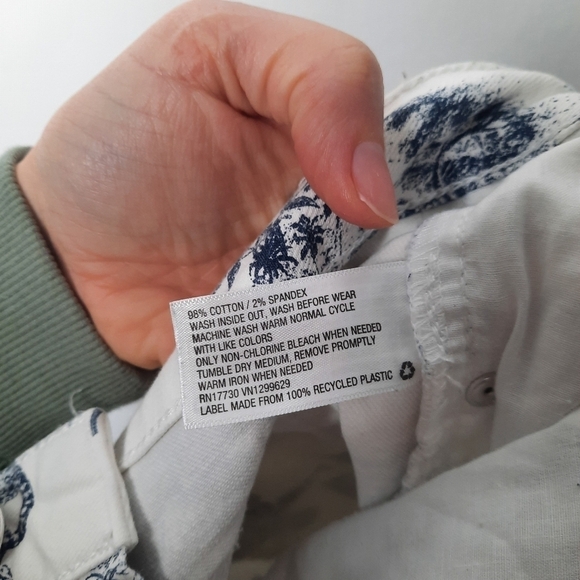 98% COTTON / 2% SPANDEX
WASH INSIDE OUT, WASH BEFORE WEAR
MACHINE WASH WARM NORMAL CYCLE
WITH LIKE COLORS
ONLY NON-CHLORINE BLEACH WHEN NEEDED
TUMBLE DRY MEDIUM, REMOVE PROMPTLY
WARM IRON WHEN NEEDED
RN17730 VN1299629
LABEL MADE FROM 100% RECYCLED PLASTIC